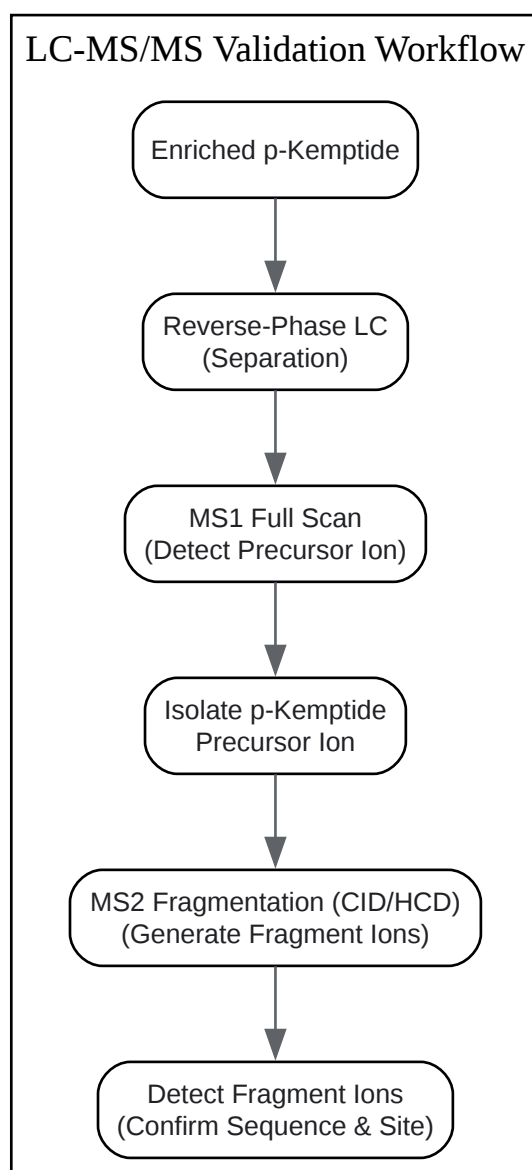 LC-MS/MS Validation Workflow
Enriched p-Kemptide
Reverse-Phase LC
(Separation)
MS1 Full Scan
(Detect Precursor Ion)
Isolate p-Kemptide
Precursor Ion
MS2 Fragmentation (CID/HCD)
(Generate Fragment Ions)
Detect Fragment Ions
(Confirm Sequence & Site)